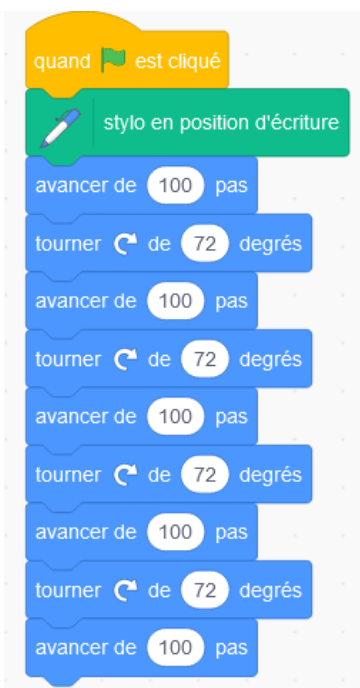 quand est cliqué
stylo en position d'écriture
avancer de 100 pas
tourner de 72 degrés
avancer de 100 pas
tourner de 72 degrés
avancer de 100 pas
tourner de 72 degrés
avancer de 100 pas
tourner de 72 degrés
avancer de 100 pas